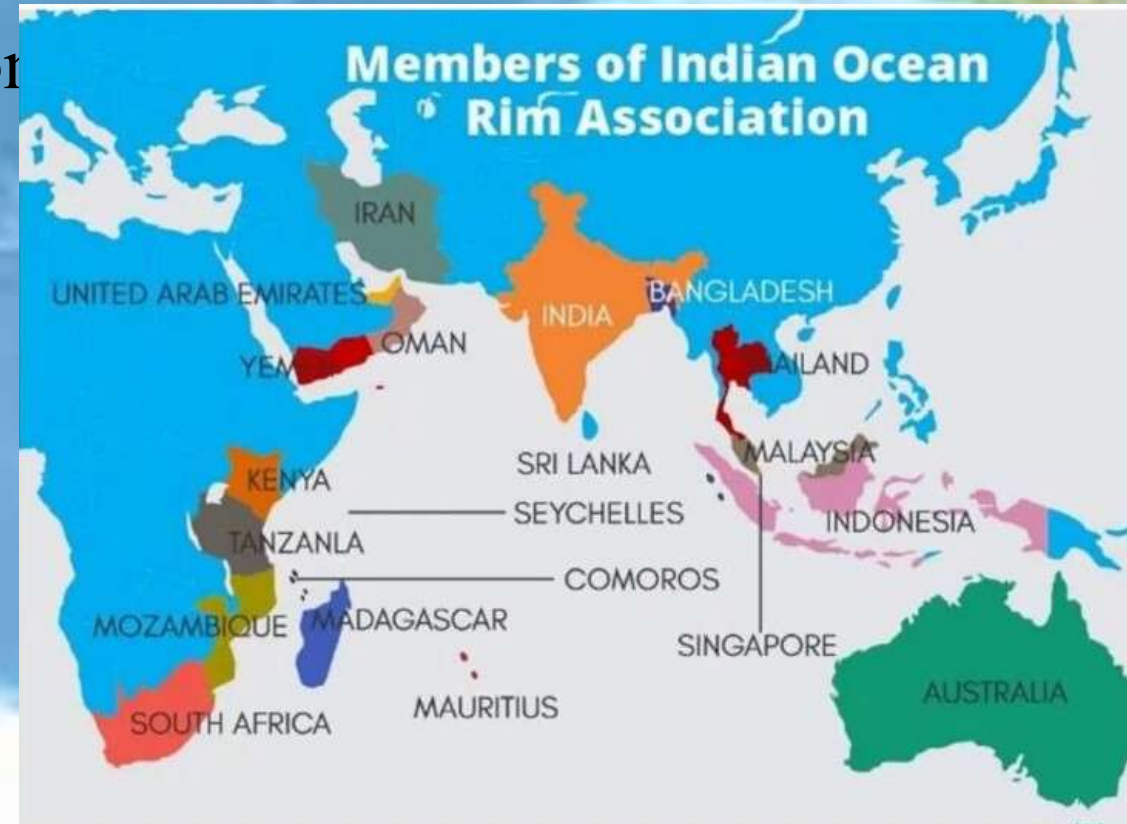 Members of Indian Ocean
Rim Association
IRAN
UNITED ARAB EMIRATES
BANGLADESH
INDIA
OMAN
YEM
AILAND
MALAYSIA
SRI LANKA
KENYA
SEYCHELLES
INDONESIA
TANZANLA
COMOROS
MOZAMBIQUE
MADAGASCAR
SINGAPORE
AUSTRALIA
MAURITIUS
SOUTH AFRICA